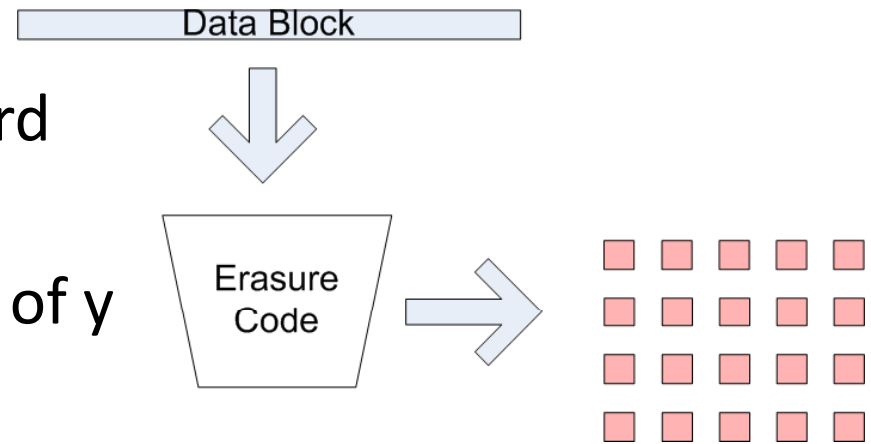 Data Block
rd
of y
Erasure
Code